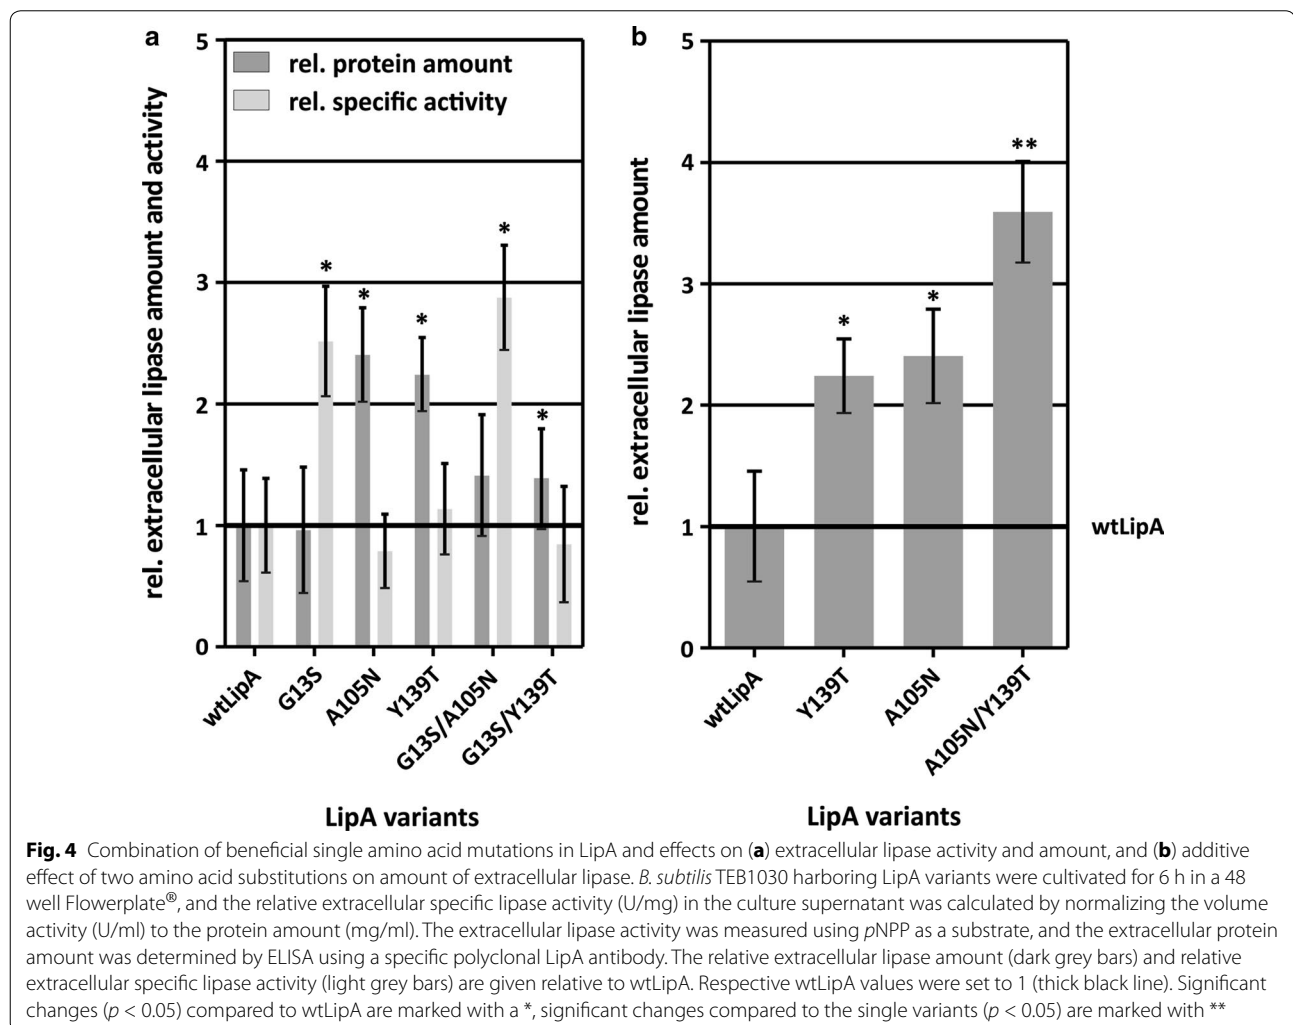 a
rel. extracellular lipase amount and activity
5
4
3
2
1
0
rel. protein amount
rel. specific activity
*
*
*
*
*
wtLipA
G13S
A105N
Y139T
G13S/A105N
G13S/Y139T
LipA variants
b
rel. extracellular lipase amount
5
4
3
2
1
0
*
*
**
wtLipA
wtLipA
Y139T
A105N
A105N/Y139T
LipA variants
Fig. 4 Combination of beneficial single amino acid mutations in LipA and effects on (a) extracellular lipase activity and amount, and (b) additive
effect of two amino acid substitutions on amount of extracellular lipase. B. subtilis TEB1030 harboring LipA variants were cultivated for 6 h in a 48
well Flowerplate®, and the relative extracellular specific lipase activity (U/mg) in the culture supernatant was calculated by normalizing the volume
activity (U/ml) to the protein amount (mg/ml). The extracellular lipase activity was measured using pNPP as a substrate, and the extracellular protein
amount was determined by ELISA using a specific polyclonal LipA antibody. The relative extracellular lipase amount (dark grey bars) and relative
extracellular specific lipase activity (light grey bars) are given relative to wtLipA. Respective wtLipA values were set to 1 (thick black line). Significant
changes (p < 0.05) compared to wtLipA are marked with a *, significant changes compared to the single variants (p < 0.05) are marked with **